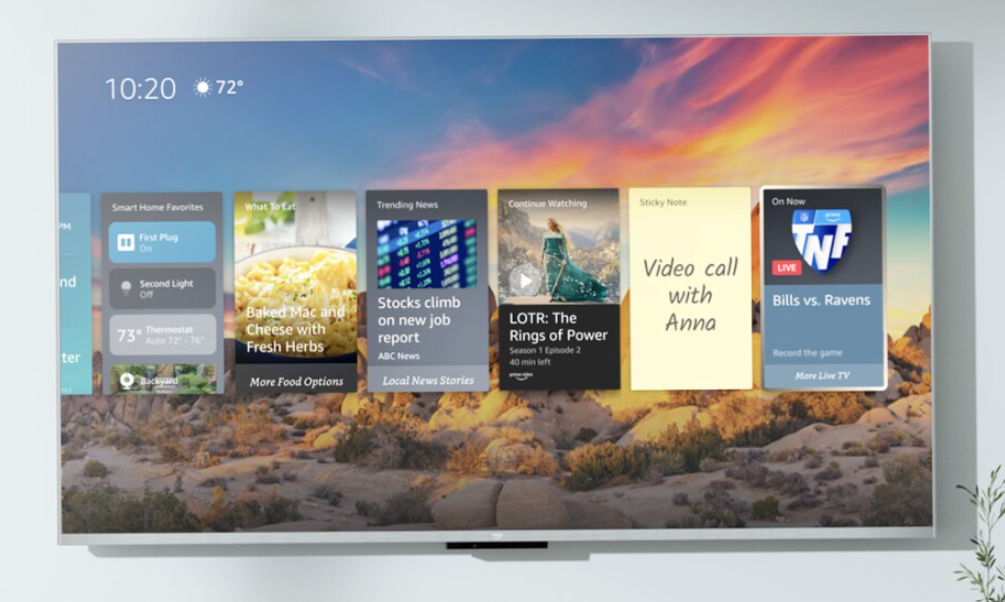 10:20 72°
PM
nd
tter
Smart Home Favorites
First Plug
On
Second Light
Off
73° Thermostat
Auto 72° - 76°
Backyard
What To Eat
Baked Mac and
Cheese with
Fresh Herbs
More Food Options
Trending News
Stocks climb
on new job
report
ABC News
Local News Stories
Continue Watching
LOTR: The
Rings of Power
Season 1 Episode 2
40 min left
prime video
Sticky Note
Video call
with
Anna
On Now
prime
TNF
LIVE
Bills vs. Ravens
Record the game
More Live TV